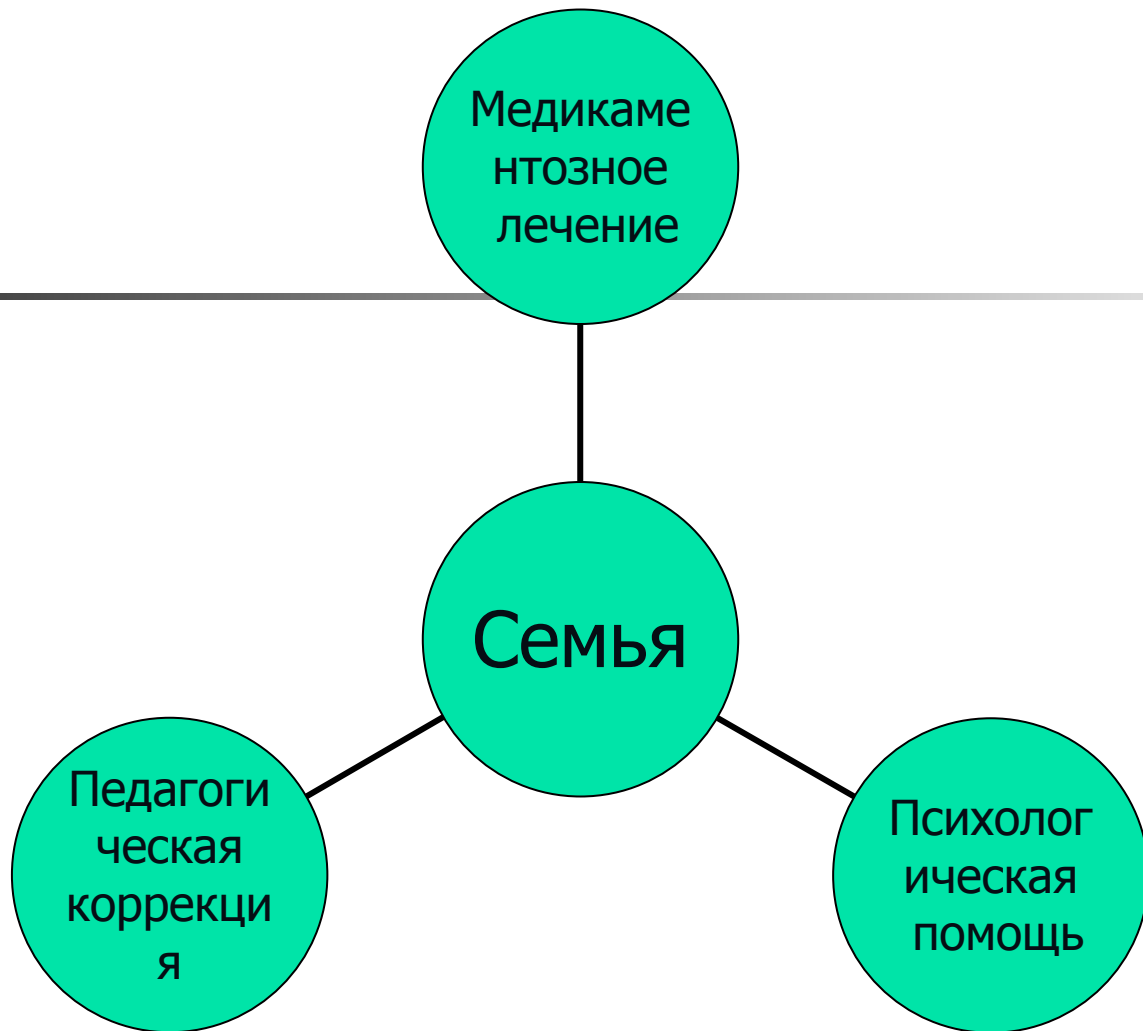 Медикаме
нтозное
лечение
Семья
Педагоги
ческая
коррекци
я
Психолог
ическая
помощь